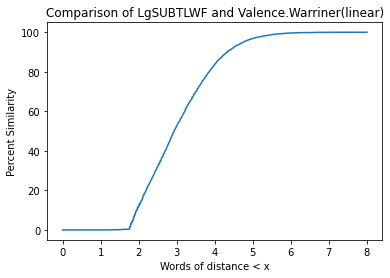 Comparison of LgSUBTLWF and Valence.Warriner(linear)
Percent Similarity
100
80
60
40
20
0
0 1 2 3 4 5 6 7 8
Words of distance < x